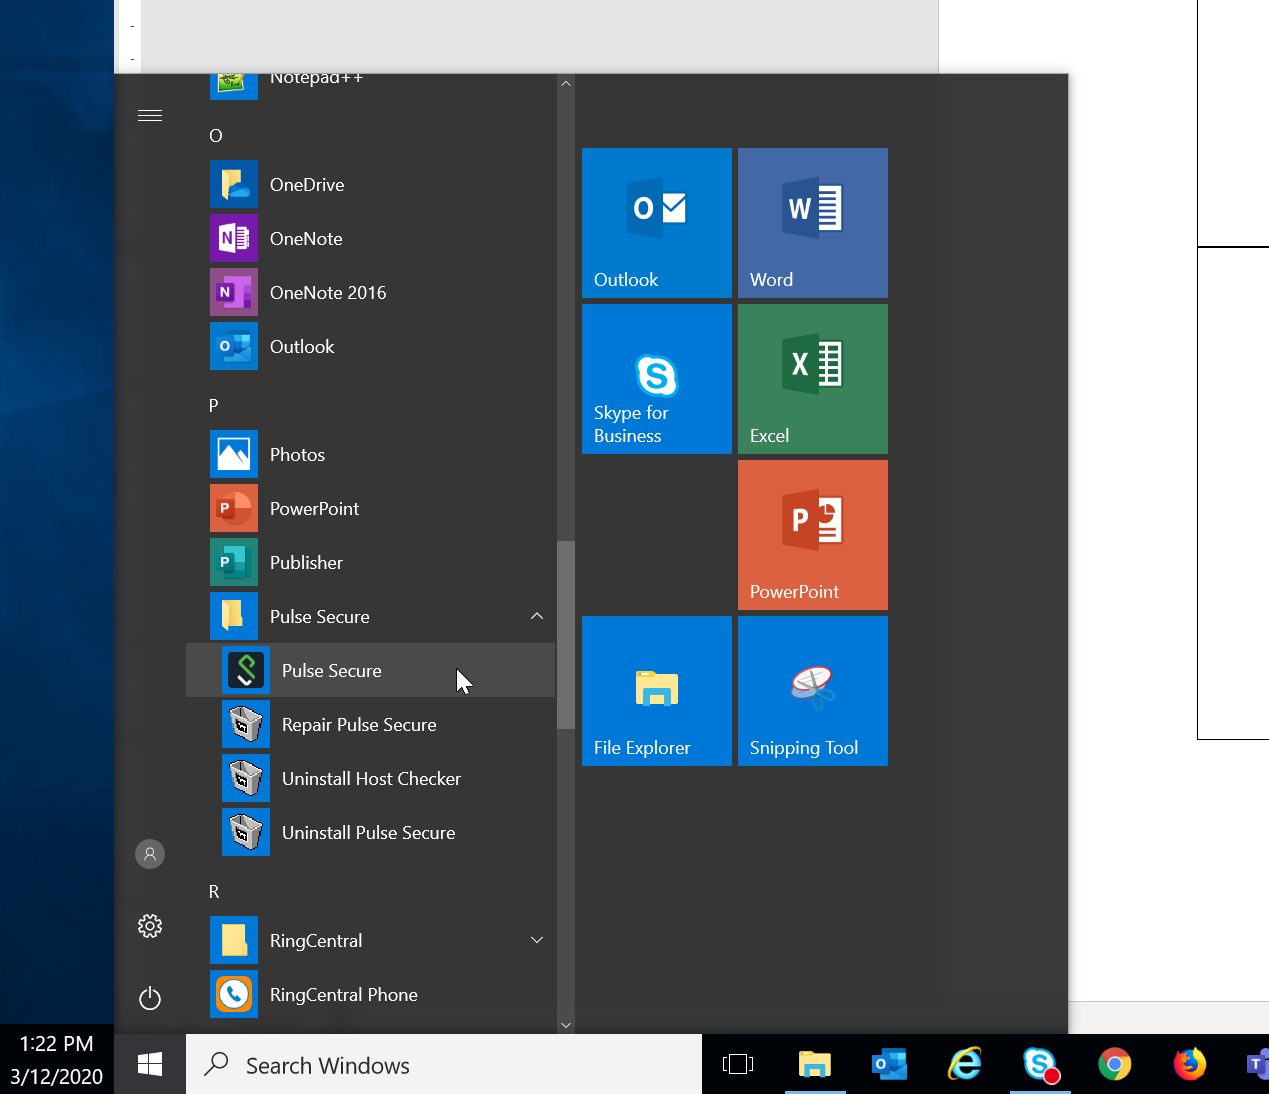 Notepad++
O
OneDrive
OneNote
OneNote 2016
Outlook
P
Photos
PowerPoint
Publisher
Pulse Secure
Pulse Secure
Repair Pulse Secure
Uninstall Host Checker
Uninstall Pulse Secure
R
RingCentral
RingCentral Phone
Outlook
Word
Skype for
Business
Excel
PowerPoint
File Explorer
Snipping Tool
1:22 PM
3/12/2020
Search Windows